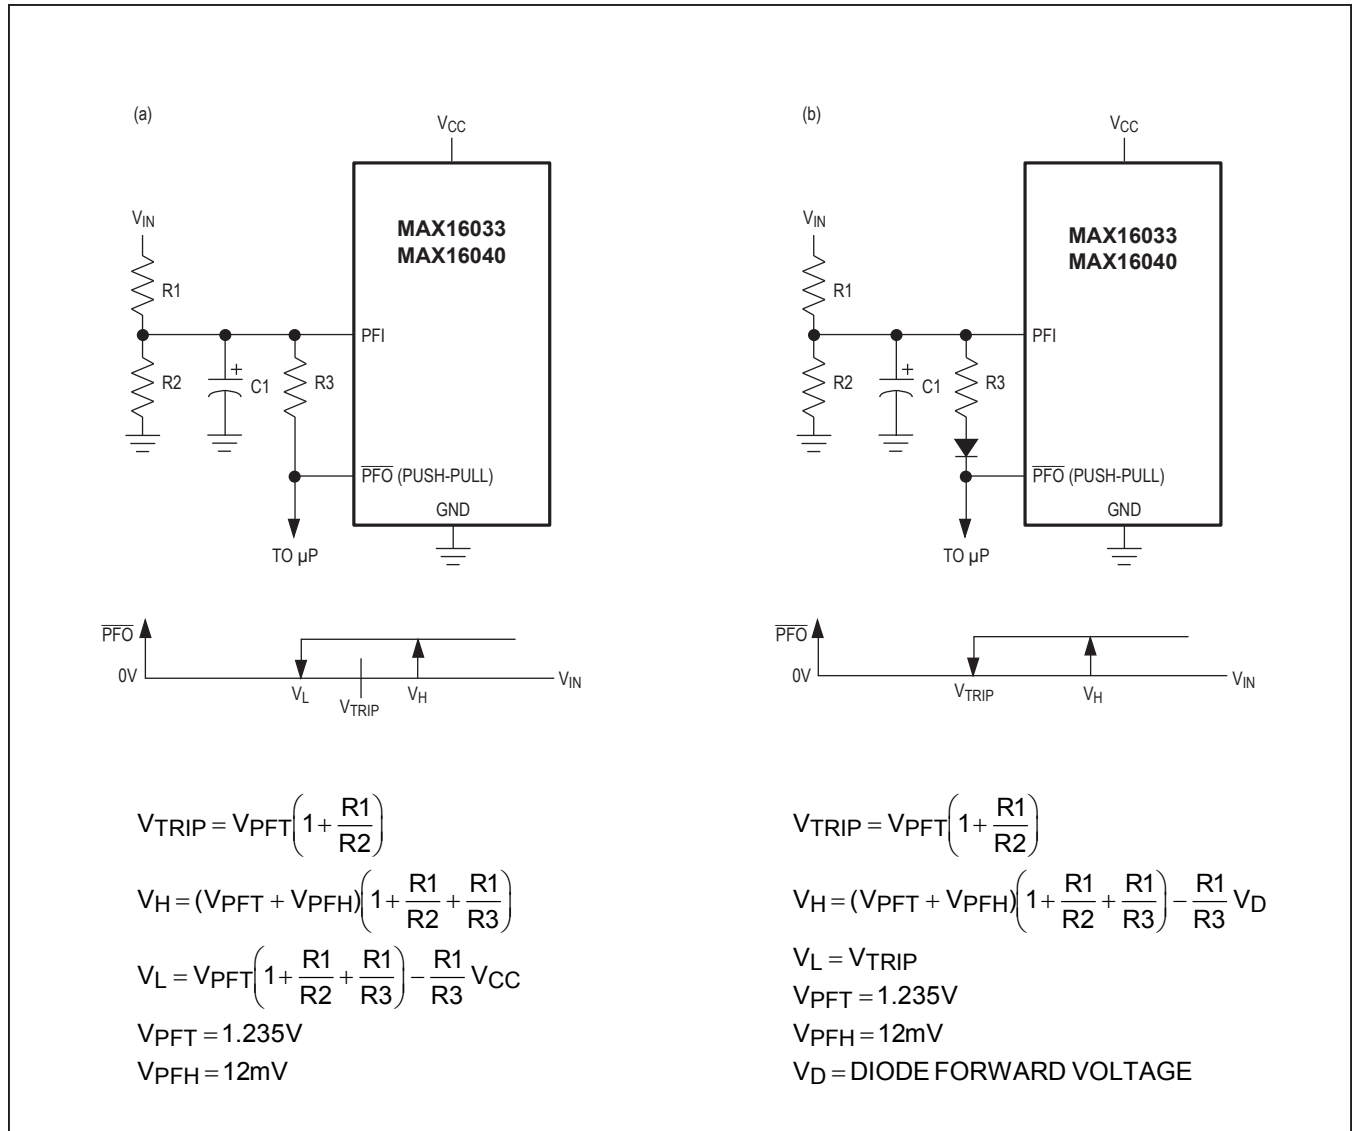 (a)
VCC
VIN
MAX16033
MAX16040
R1
PFI
R2
+
C1
R3
PFO (PUSH-PULL)
GND
TO µP
PFO
0V
VL
VTRIP
VH
VIN
VTRIP = VPFT(1 + R1/R2)
VH = (VPFT + VPFH)(1 + R1/R2 + R1/R3)
VL = VPFT(1 + R1/R2 + R1/R3) − R1/R3 VCC
VPFT = 1.235V
VPFH = 12mV
(b)
VCC
VIN
MAX16033
MAX16040
R1
PFI
R2
+
C1
R3
PFO (PUSH-PULL)
GND
TO µP
PFO
0V
VTRIP
VH
VIN
VTRIP = VPFT(1 + R1/R2)
VH = (VPFT + VPFH)(1 + R1/R2 + R1/R3) − R1/R3 VD
VL = VTRIP
VPFT = 1.235V
VPFH = 12mV
VD = DIODE FORWARD VOLTAGE